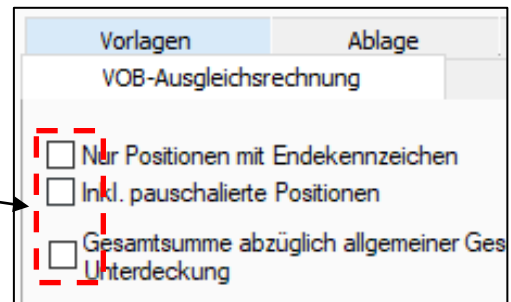 Vorlagen Ablage
VOB-Ausgleichsrechnung
Nur Positionen mit Endekennzeichen
Inkl. pauschalierte Positionen
Gesamtsumme abzüglich allgemeiner Ges
Unterdeckung